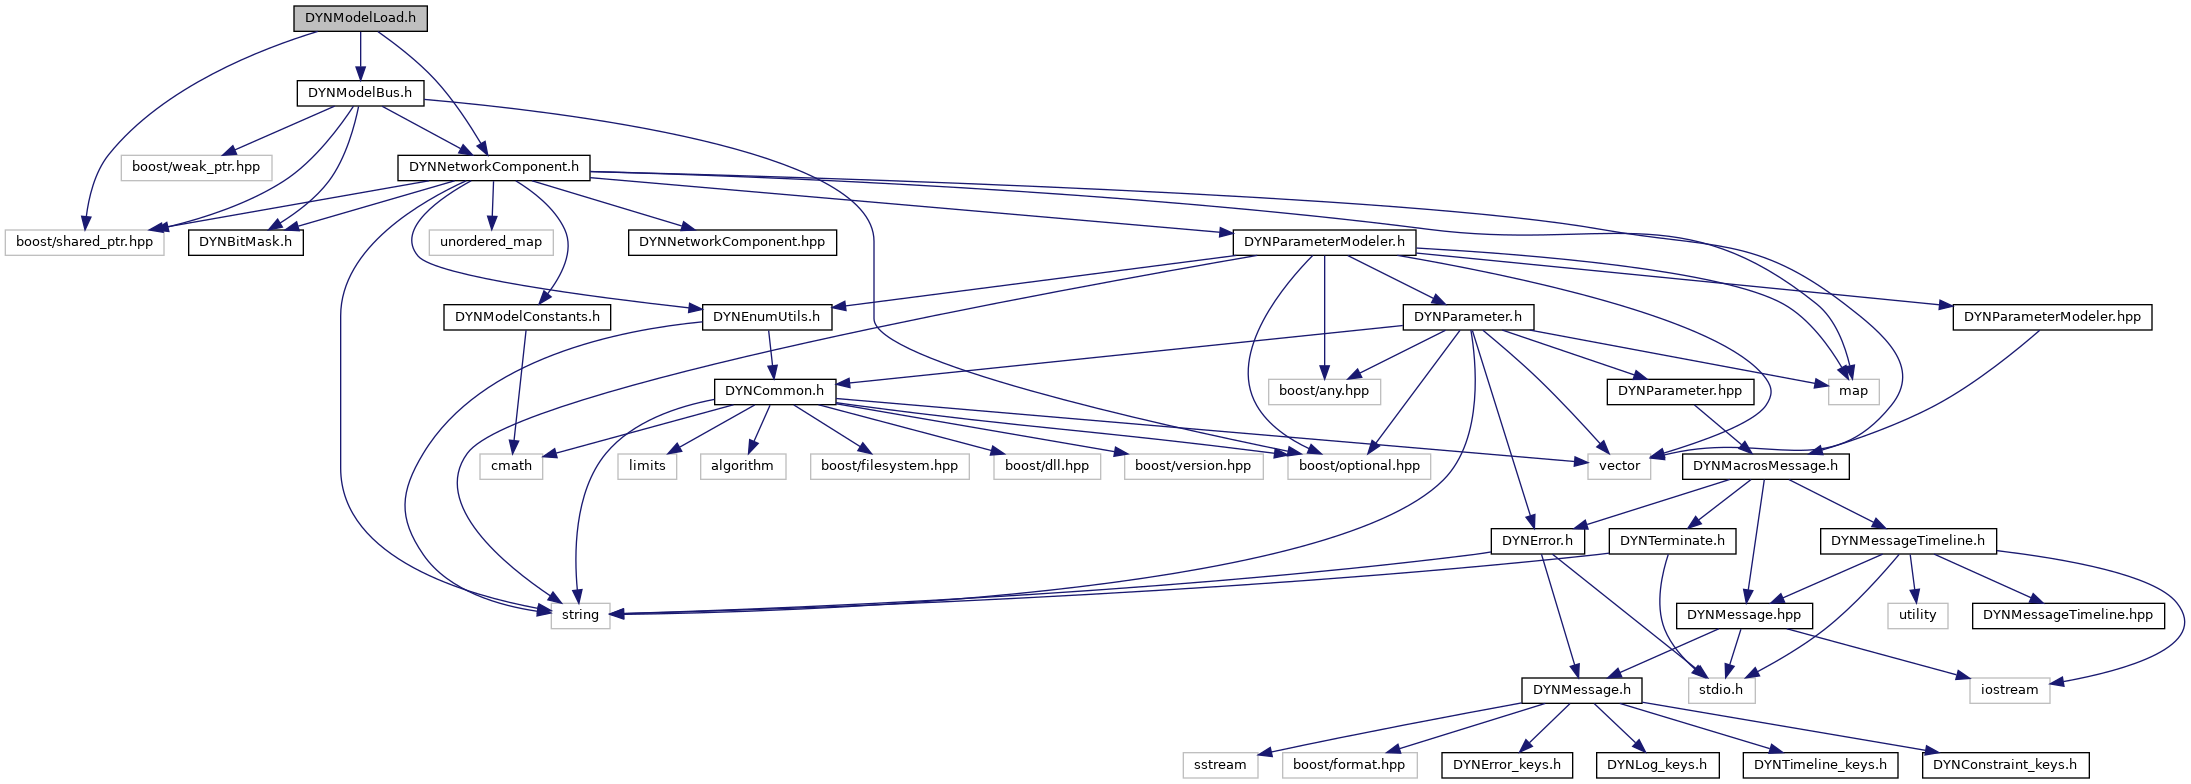 DYNModelLoad.h
DYNModelBus.h
boost/weak_ptr.hpp
DYNNetworkComponent.h
boost/shared_ptr.hpp
DYNBitMask.h
unordered_map
DYNNetworkComponent.hpp
DYNParameterModeler.h
DYNModelConstants.h
DYNEnumUtils.h
DYNParameter.h
DYNParameterModeler.hpp
DYNCommon.h
boost/any.hpp
DYNParameter.hpp
map
cmath
limits
algorithm
boost/filesystem.hpp
boost/dll.hpp
boost/version.hpp
boost/optional.hpp
vector
DYNMacrosMessage.h
DYNError.h
DYNTerminate.h
DYNMessageTimeline.h
string
DYNMessage.hpp
utility
DYNMessageTimeline.hpp
DYNMessage.h
stdio.h
iostream
sstream
boost/format.hpp
DYNError_keys.h
DYNLog_keys.h
DYNTimeline_keys.h
DYNConstraint_keys.h